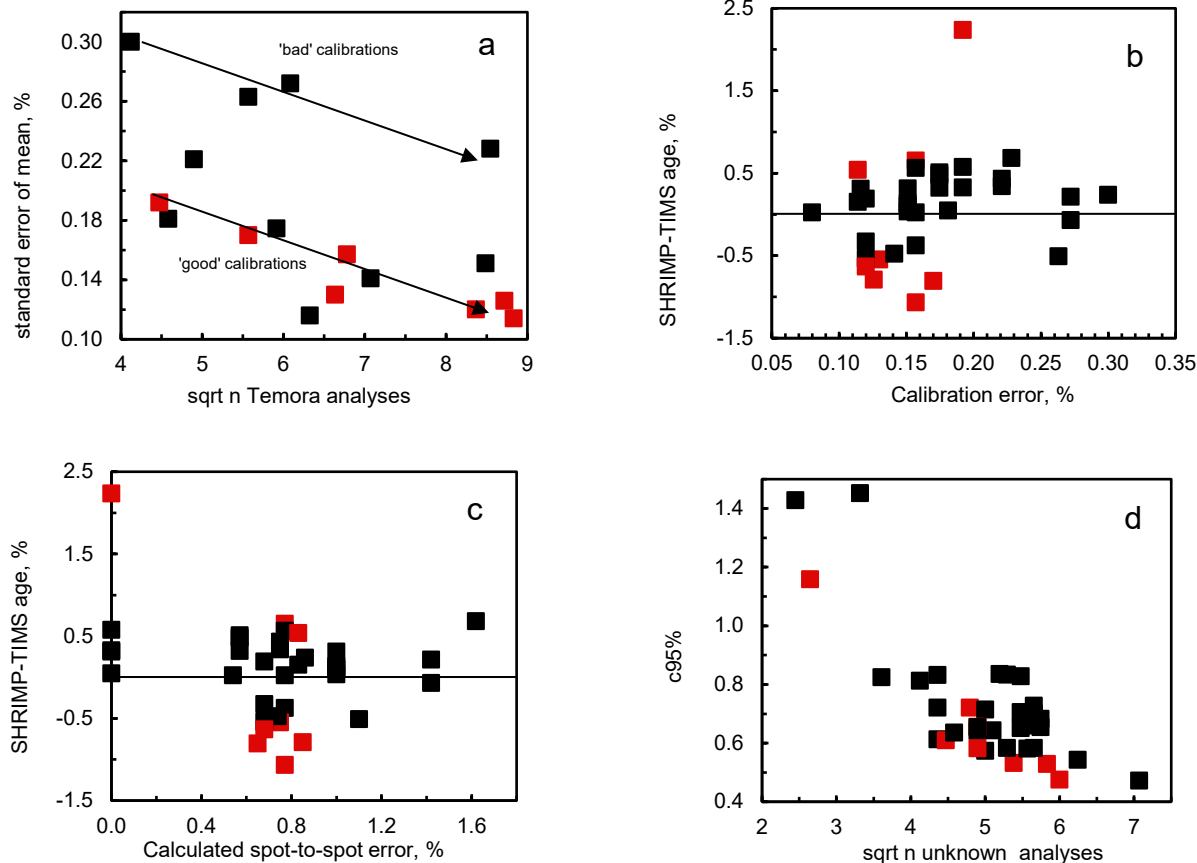 a
0.30
'bad' calibrations
0.26
0.22
0.18
'good' calibrations
0.14
0.10
4 5 6 7 8 9
standard error of mean, %
sqrt n Temora analyses
b
2.5
1.5
0.5
-0.5
-1.5
0.05 0.10 0.15 0.20 0.25 0.30 0.35
SHRIMP-TIMS age, %
Calibration error, %
c
2.5
1.5
0.5
-0.5
-1.5
0.0 0.4 0.8 1.2 1.6
SHRIMP-TIMS age, %
Calculated spot-to-spot error, %
d
1.4
1.2
1.0
0.8
0.6
0.4
2 3 4 5 6 7
c95%
sqrt n unknown analyses